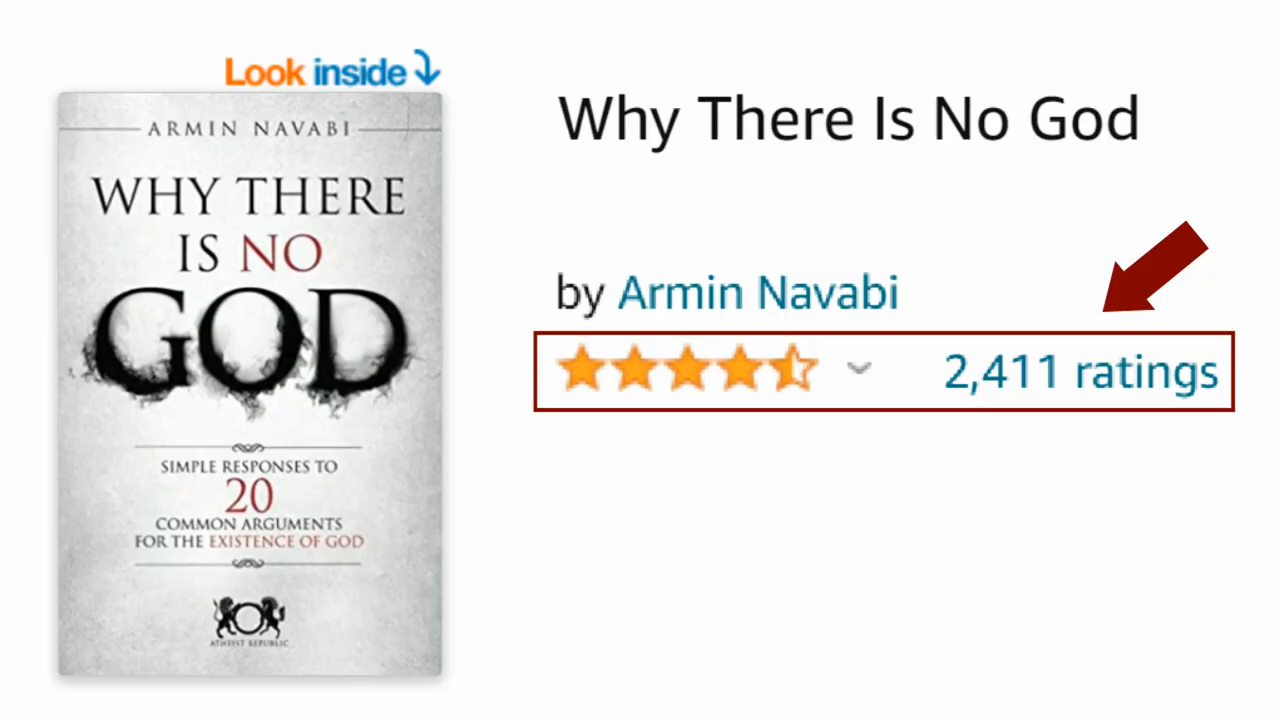 Look inside
ARMIN NAVABI
WHY THERE
IS NO
GOD
SIMPLE RESPONSES TO
20
COMMON ARGUMENTS
FOR THE EXISTENCE OF GOD
ATHEIST REPUBLIC
Why There Is No God
by Armin Navabi
2,411 ratings